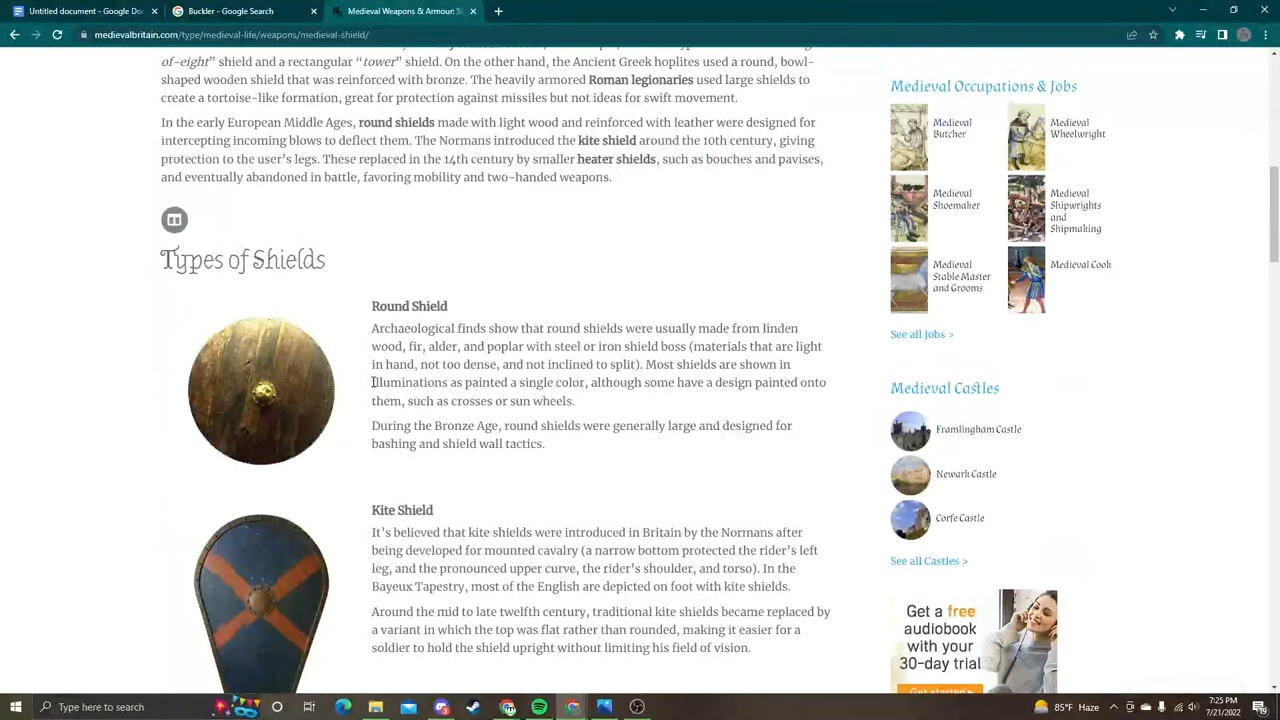 Untitled document - Google Docs
Buckler - Google Search
Medieval Weapons & Armour: S
medievalbritain.com/type/medieval-life/weapons/medieval-shield/
of-eight" shield and a rectangular "tower" shield. On the other hand, the Ancient Greek hoplites used a round, bowl-
shaped wooden shield that was reinforced with bronze. The heavily armored Roman legionaries used large shields to
create a tortoise-like formation, great for protection against missiles but not ideas for swift movement.
In the early European Middle Ages, round shields made with light wood and reinforced with leather were designed for
intercepting incoming blows to deflect them. The Normans introduced the kite shield around the 10th century, giving
protection to the user's legs. These replaced in the 14th century by smaller heater shields, such as bouches and pavises,
and eventually abandoned in battle, favoring mobility and two-handed weapons.
Types of Shields
Round Shield
Archaeological finds show that round shields were usually made from linden
wood, fir, alder, and poplar with steel or iron shield boss (materials that are light
in hand, not too dense, and not inclined to split). Most shields are shown in
illuminations as painted a single color, although some have a design painted onto
them, such as crosses or sun wheels.
During the Bronze Age, round shields were generally large and designed for
bashing and shield wall tactics.
Kite Shield
It's believed that kite shields were introduced in Britain by the Normans after
being developed for mounted cavalry (a narrow bottom protected the rider's left
leg, and the pronounced upper curve, the rider's shoulder, and torso). In the
Bayeux Tapestry, most of the English are depicted on foot with kite shields.
Around the mid to late twelfth century, traditional kite shields became replaced by
a variant in which the top was flat rather than rounded, making it easier for a
soldier to hold the shield upright without limiting his field of vision.
Medieval Occupations & Jobs
Medieval
Butcher
Medieval
Wheelwright
Medieval
Shoemaker
Medieval
Shipwrights
and
Shipmaking
Medieval
Stable Master
and Grooms
Medieval Cook
See all Jobs >
Medieval Castles
Framlingham Castle
Newark Castle
Corfe Castle
See all Castles >
Get a free
audiobook
with your
30-day trial
Get started
Type here to search
85°F Haze
7:25 PM
7/21/2022